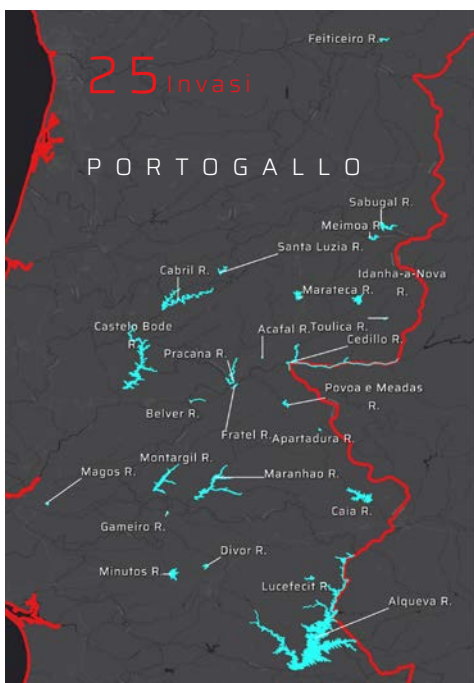 Feiticeiro R.
25 Invasi
PORTOGALLO
Sabugal R.
Meimoa R.
Santa Luzia R.
Cabril R.
Idanha-a-Nova
R.
Marateca R.
Castelo Bode
R.
Acafal R.
Toulica R.
Cedillo R.
Pracana R.
Povoa e Meadas
R.
Belver R.
Fratel R.
Apartadura R.
Montargil R.
Maranhao R.
Magos R.
Caia R.
Gameiro R.
Divor R.
Minutos R.
Lucefecit R.
Alqueva R.